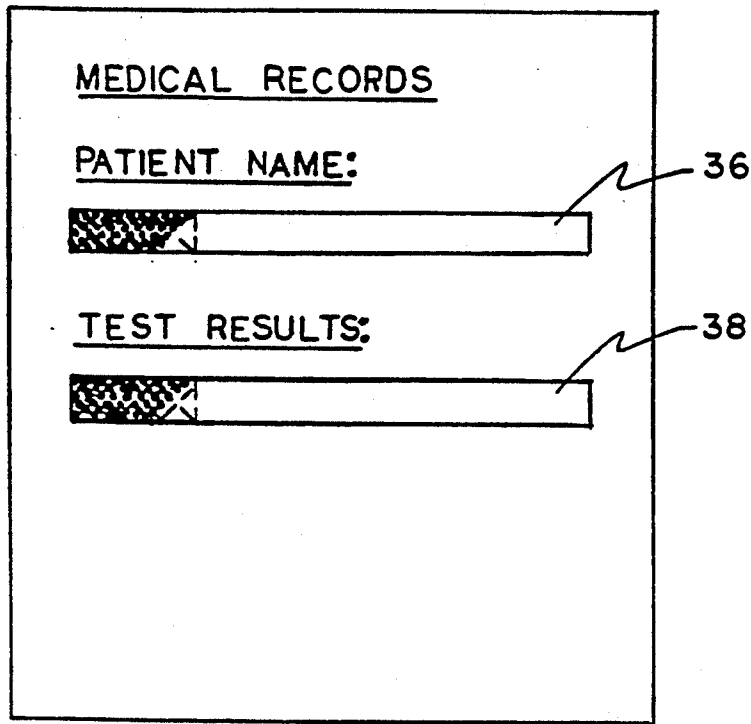 MEDICAL RECORDS
PATIENT NAME:
36
TEST RESULTS:
38